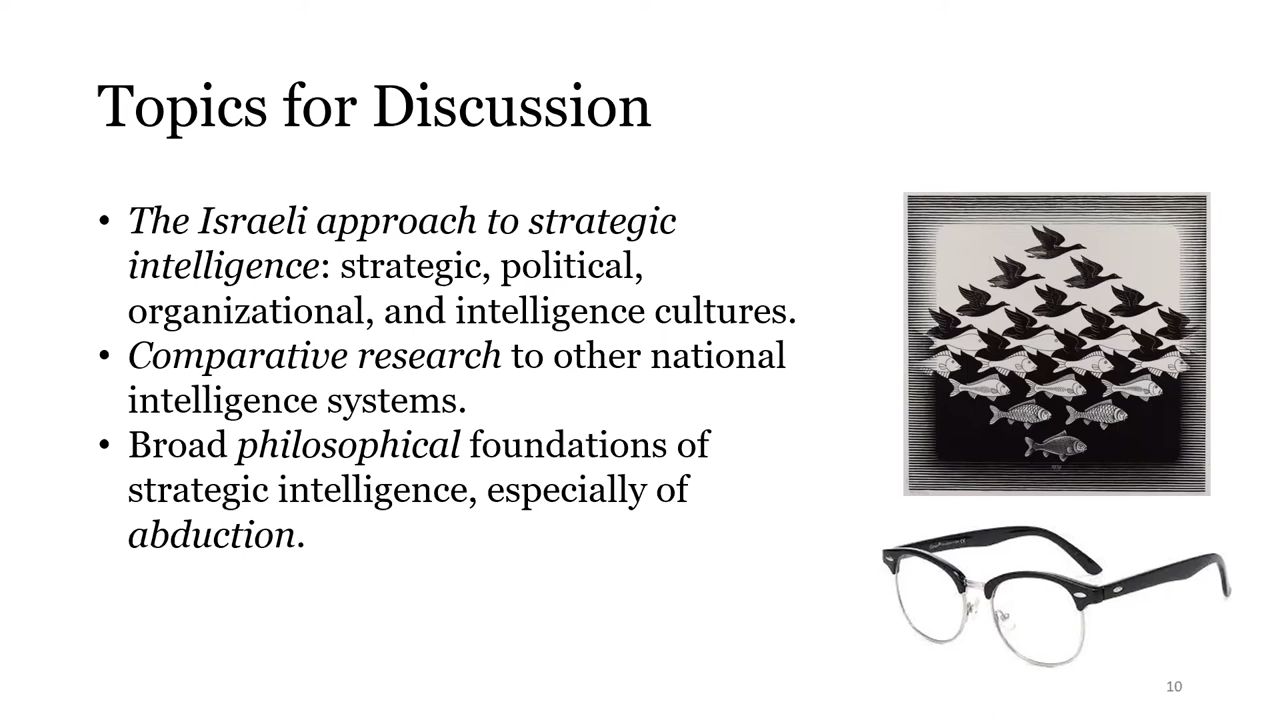 Topics for Discussion
• The Israeli approach to strategic
intelligence: strategic, political,
organizational, and intelligence cultures.
• Comparative research to other national
intelligence systems.
• Broad philosophical foundations of
strategic intelligence, especially of
abduction.
10